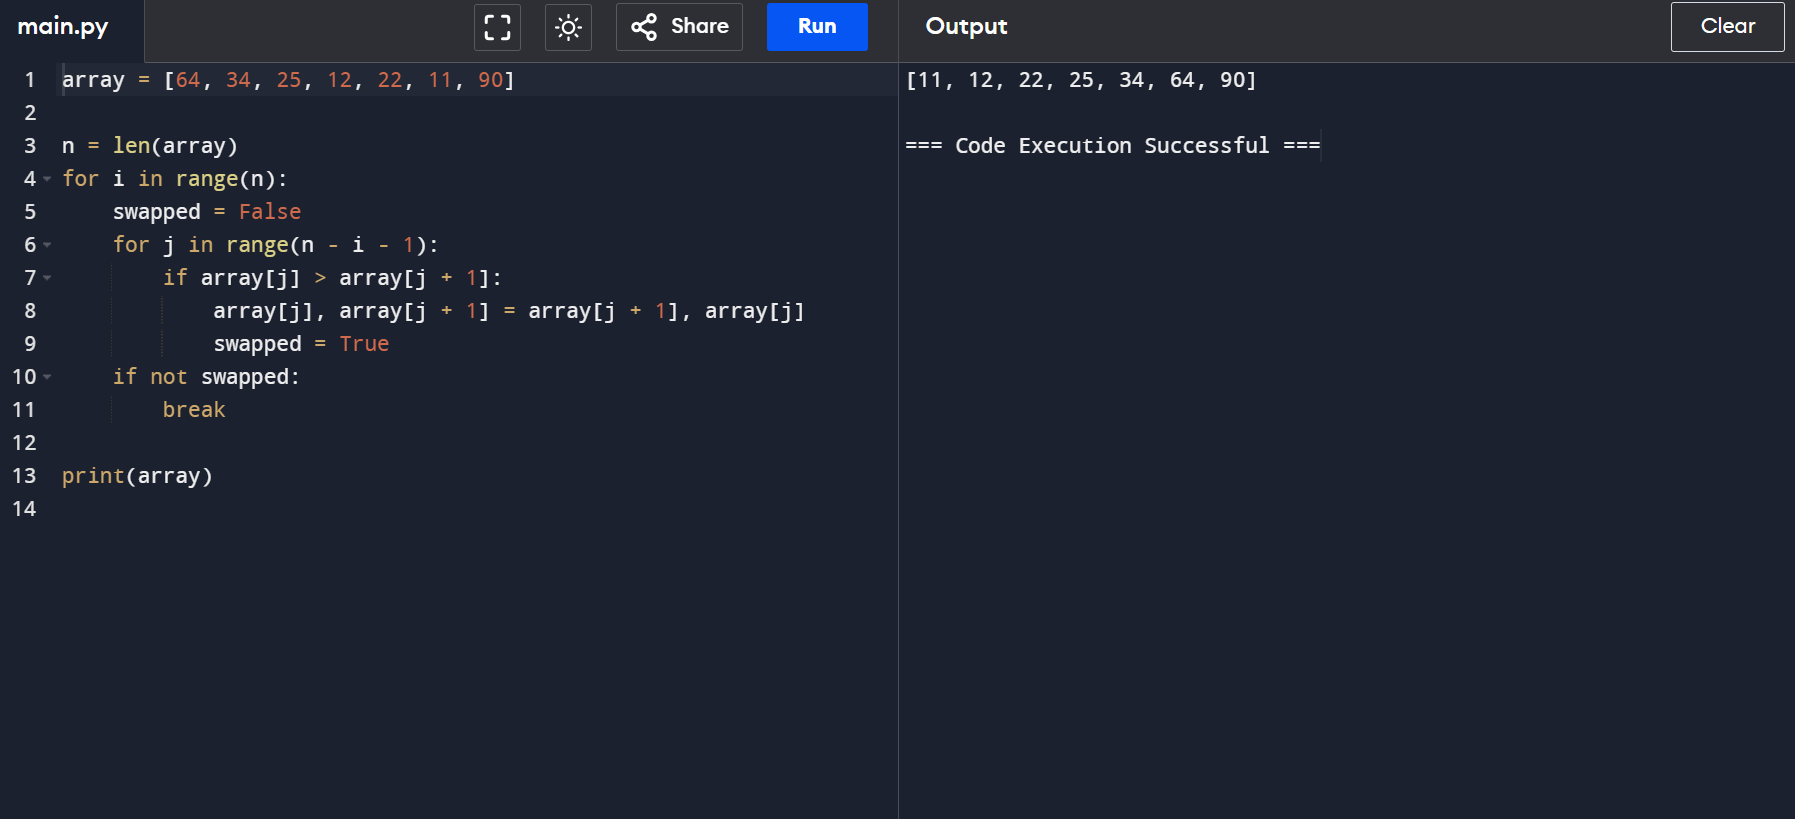 main.py
Share
Run
Output
Clear
1 array = [64, 34, 25, 12, 22, 11, 90]
2
3 n = len(array)
4 for i in range(n):
5     swapped = False
6     for j in range(n - i - 1):
7         if array[j] > array[j + 1]:
8             array[j], array[j + 1] = array[j + 1], array[j]
9             swapped = True
10     if not swapped:
11         break
12
13 print(array)
14
[11, 12, 22, 25, 34, 64, 90]
=== Code Execution Successful ===